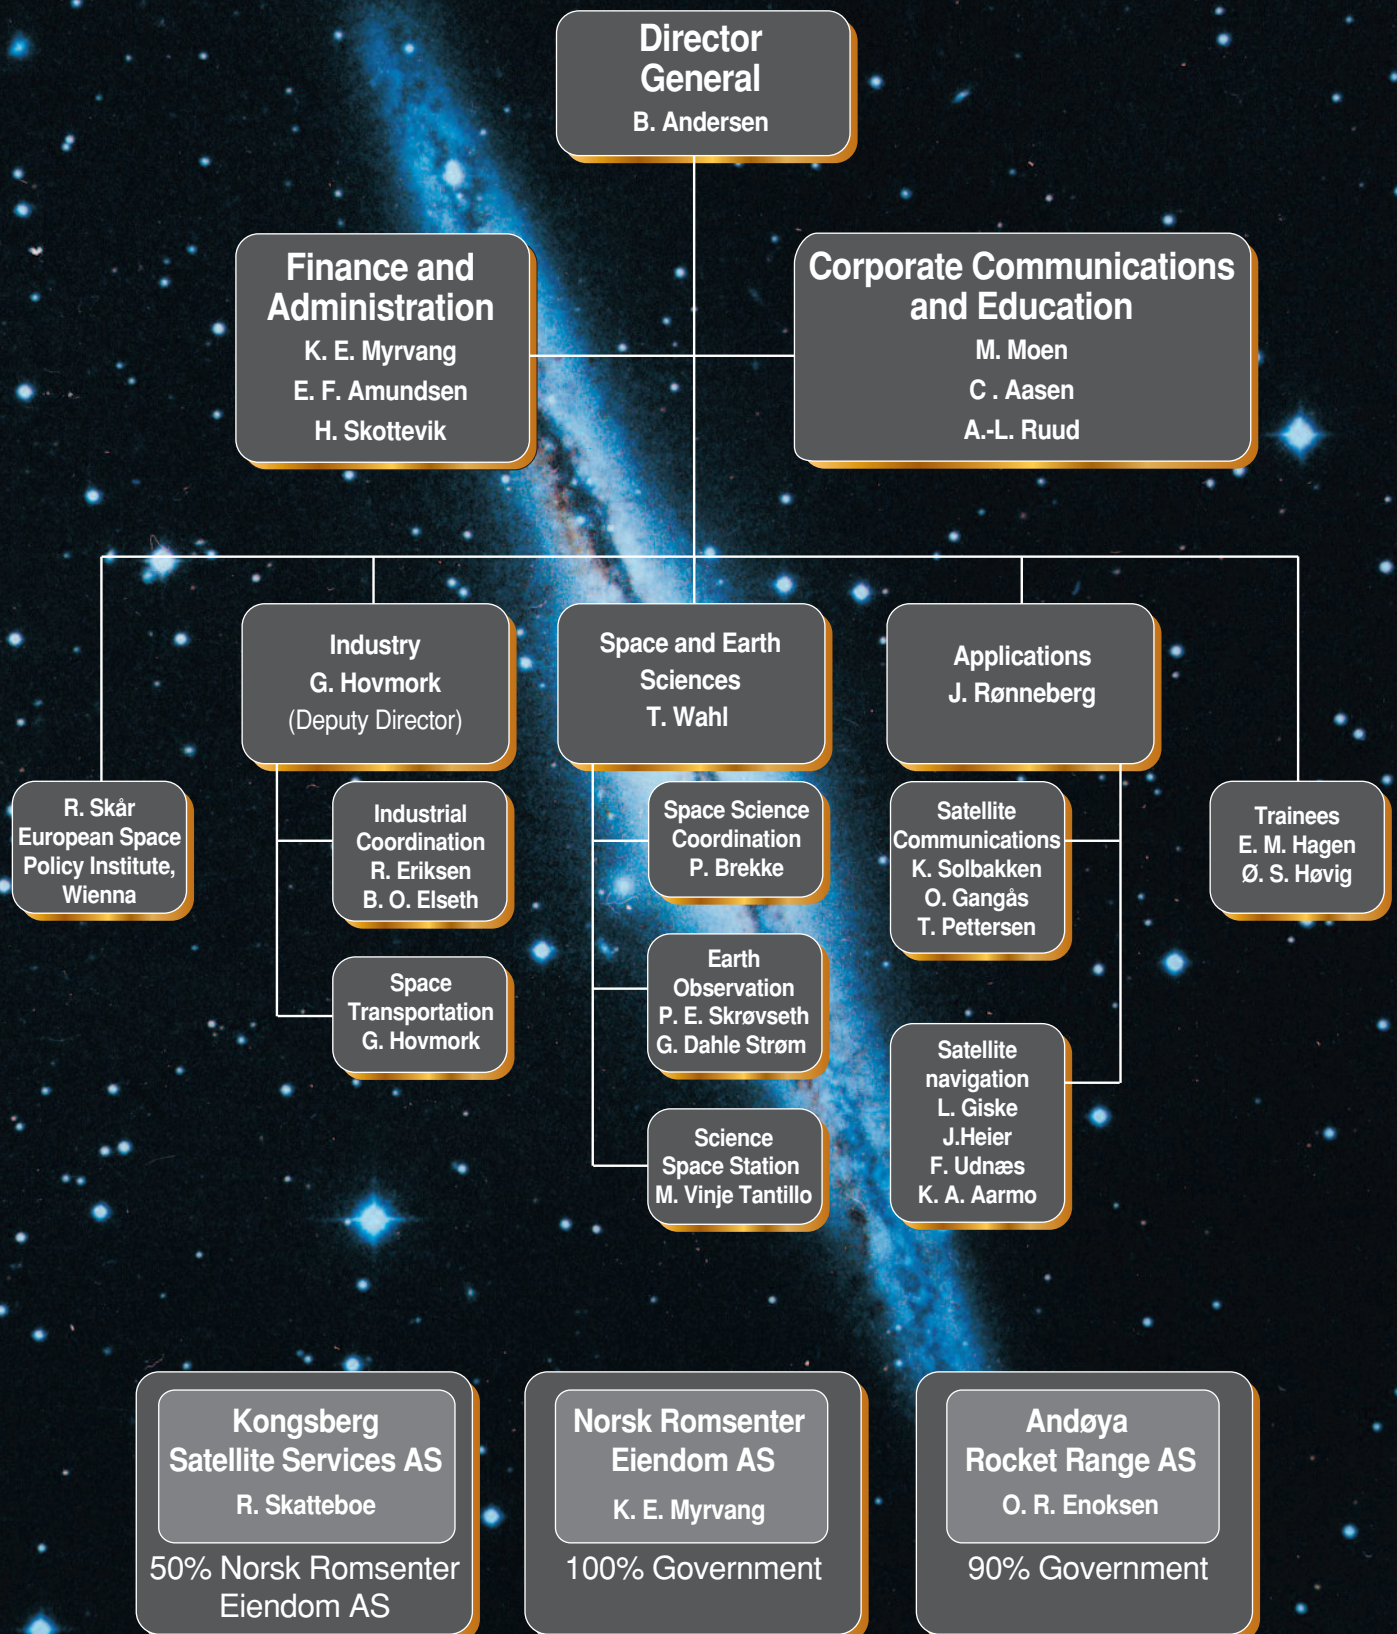 Director
General
B. Andersen
Finance and
Administration
K. E. Myrvang
E. F. Amundsen
H. Skottevik
Corporate Communications
and Education
M. Moen
C . Aasen
A.-L. Ruud
Industry
G. Hovmork
(Deputy Director)
Space and Earth
Sciences
T. Wahl
Applications
J. Rønneberg
R. Skår
European Space
Policy Institute,
Wienna
Industrial
Coordination
R. Eriksen
B. O. Elseth
Space
Transportation
G. Hovmork
Space Science
Coordination
P. Brekke
Earth
Observation
P. E. Skrøvseth
G. Dahle Strøm
Science
Space Station
M. Vinje Tantillo
Satellite
Communications
K. Solbakken
O. Gangås
T. Pettersen
Satellite
navigation
L. Giske
J.Heier
F. Udnæs
K. A. Aarmo
Trainees
E. M. Hagen
Ø. S. Høvig
Kongsberg
Satellite Services AS
R. Skatteboe
50% Norsk Romsenter
Eiendom AS
Norsk Romsenter
Eiendom AS
K. E. Myrvang
100% Government
Andøya
Rocket Range AS
O. R. Enoksen
90% Government